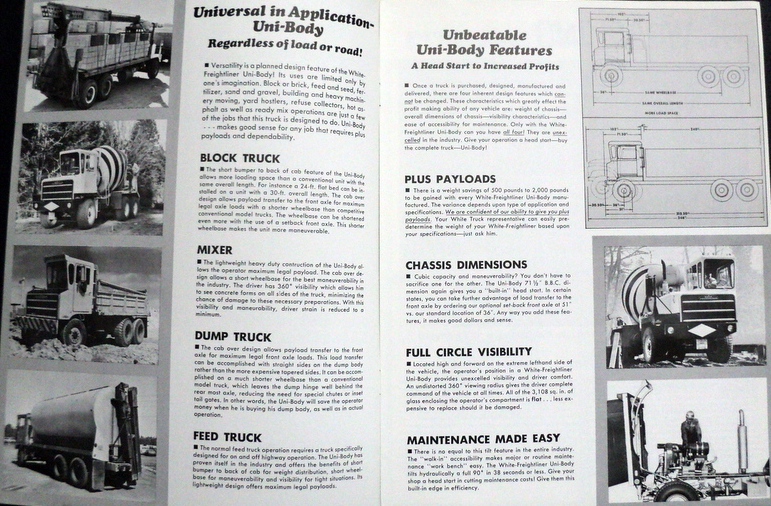 Universal in Application-
Uni-Body
Regardless of load or road!
■ Versatility is a planned design feature of the White-
Freightliner Uni-Body! Its uses are limited only by
one's imagination. Block or brick, feed and seed, fer-
tilizer, sand and gravel, building and heavy machin-
ery moving, yard hostlers, refuse collectors, hot as-
phalt as well as ready mix operations are just a few
of the jobs that this truck is designed to do. Uni-Body
- - - makes good sense for any job that requires plus
payloads and dependability.
BLOCK TRUCK
■ The short bumper to back of cab feature of the Uni-Body
allows more loading space than a conventional unit with the
same overall length. For instance a 24-ft. flat bed can be in-
stalled on a unit with a 30-ft. overall length. The cab over
design allows payload transfer to the front axle for maximum
legal axle loads with a shorter wheelbase than competitive
conventional model trucks. The wheelbase can be shortened
even more with the use of a setback front axle. This shorter
wheelbase makes the unit more maneuverable.
MIXER
■ The lightweight heavy duty contruction of the Uni-Body al-
lows the operator maximum legal payload. The cab over de-
sign allows a short wheelbase for the best maneuverability in
the industry. The driver has 360° visibility which allows him
to see concrete forms on all sides of the truck, minimizing the
chance of damage to these necessary preparations. With this
visibility and maneurability, driver strain is reduced to a
minimum.
DUMP TRUCK
■ The cab over design allows payload transfer to the front
axle for maximum legal front axle loads. This load transfer
can be accomplished with straight sides on the dump body
rather than the more expensive tapered sides. It can be accom-
plished on a much shorter wheelbase than a conventional
model truck, which leaves the dump hinge well behind the
rear most axle, reducing the need for special chutes or inset
tail gates. In other words, the Uni-Body will save the operator
money when he is buying his dump body, as well as in actual
operation.
FEED TRUCK
■ The normal feed truck operation requires a truck specifically
designed for on and off highway operation. The Uni-Body has
proven itself in the industry and offers the benefits of short
bumper to back of cab for weight distribution, short wheel-
base for maneuverability and visibility for tight situations. Its
lightweight design offers maximum legal payloads.
Unbeatable
Uni-Body Features
A Head Start to Increased Profits
■ Once a truck is purchased, designed, manufactured and
delivered, there are four inherent design features which can-
not be changed. These characteristics which greatly effect the
profit making ability of any vehicle are: weight of chassis—
overall dimensions of chassis—visibility characteristics—and
ease of accessibility for maintenance. Only with the White-
Freightliner Uni-Body can you have all four! They are unex-
celled in the industry. Give your operation a head start—buy
the complete truck—Uni-Body!
PLUS PAYLOADS
■ There is a weight savings of 500 pounds to 2,000 pounds
to be gained with every White-Freightliner Uni-Body manu-
factured. The variance depends upon type of application and
specifications. We are confident of our ability to give you plus
payloads. Your White Truck representative can easily pre-
determine the weight of your White-Freightliner based upon
your specifications—just ask him.
CHASSIS DIMENSIONS
■ Cubic capacity and maneuverability? You don't have to
sacrifice one for the other. The Uni-Body 71½" B.B.C. di-
mension again gives you a "built-in" head start. In certain
states, you can take further advantage of load transfer to the
front axle by ordering our optional set-back front axle at 51"
vs. our standard location of 36". Any way you add these fea-
tures, it makes good dollars and sense.
FULL CIRCLE VISIBILITY
■ Located high and forward on the extreme lefthand side of
the vehicle, the operator's position in a White-Freightliner
Uni-Body provides unexcelled visibility and driver comfort.
An undistorted 360° viewing radius gives the driver complete
command of the vehicle at all times. All of the 3,108 sq. in. of
glass enclosing the operator's compartment is flat . . . less ex-
pensive to replace should it be damaged.
MAINTENANCE MADE EASY
■ There is no equal to this tilt feature in the entire industry.
The "walk-in" accessibility makes major or routine mainte-
nance "work bench" easy. The White-Freightliner Uni-Body
tilts hydraulically a full 90° in 38 seconds or less. Give your
shop a head start in cutting maintenance costs! Give them this
built-in edge in efficiency.
SAME WHEELBASE
SAME OVERALL LENGTH
MORE LOAD SPACE!